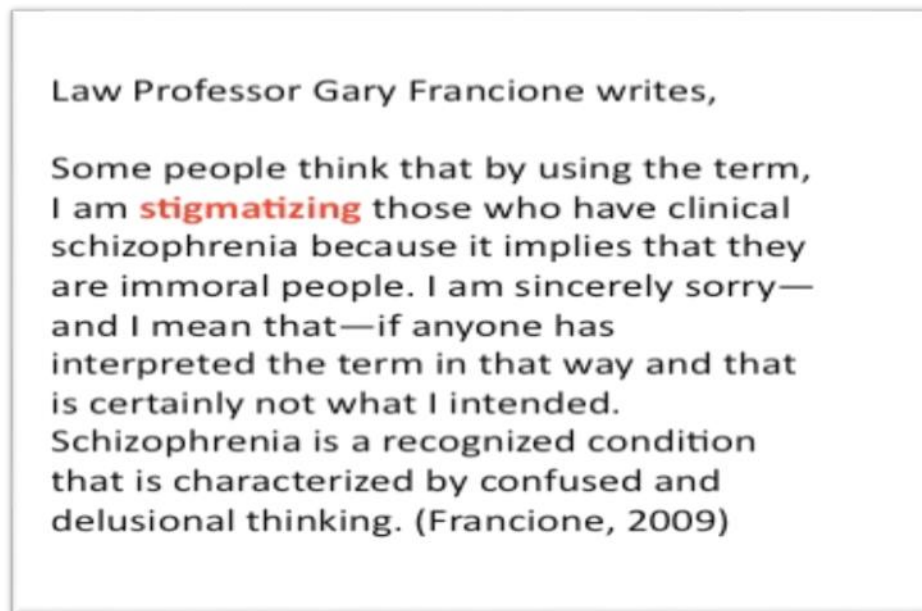 Law Professor Gary Francione writes,
Some people think that by using the term,
I am stigmatizing those who have clinical
schizophrenia because it implies that they
are immoral people. I am sincerely sorry—
and I mean that—if anyone has
interpreted the term in that way and that
is certainly not what I intended.
Schizophrenia is a recognized condition
that is characterized by confused and
delusional thinking. (Francione, 2009)